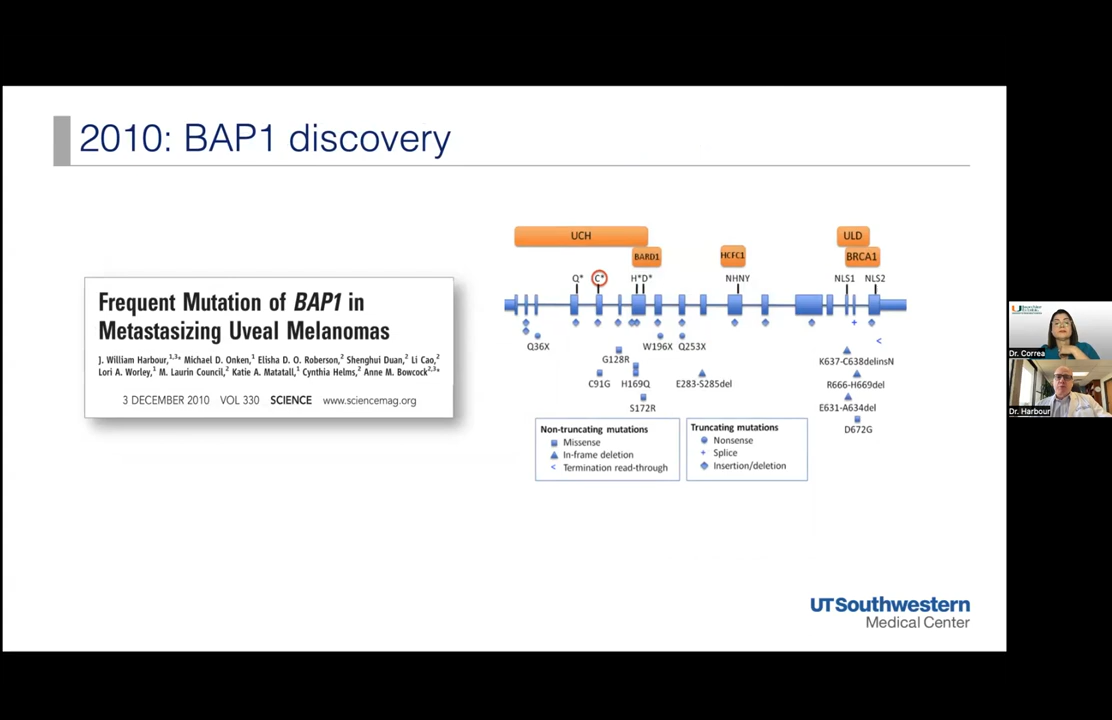 2010: BAP1 discovery
Frequent Mutation of BAP1 in
Metastasizing Uveal Melanomas
J. William Harbour,1,3* Michael D. Onken,1 Elisha D. O. Roberson,2 Shenghui Duan,2 Li Cao,2
Lori A. Worley,1 M. Laurin Council,2 Katie A. Matatall,1 Cynthia Helms,2 Anne M. Bowcock2,3*
3 DECEMBER 2010 VOL 330 SCIENCE www.sciencemag.org
UCH
ULD
BARD1
HCFC1
BRCA1
Q* C* H*D* NHNY NLS1 NLS2
Q36X
W196X Q253X
G128R
K637-C638delinsN
C91G H169Q E283-S285del
R666-H669del
S172R
E631-A634del
D672G
Non-truncating mutations
Missense
In-frame deletion
< Termination read-through
Truncating mutations
Nonsense
+ Splice
Insertion/deletion
UTSouthwestern
Medical Center
Dr. Correa
Dr. Harbour